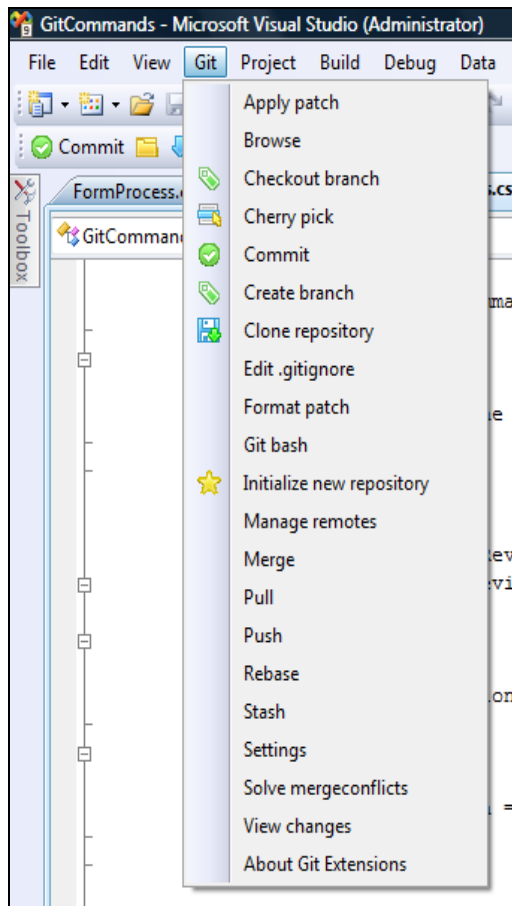 GitCommands - Microsoft Visual Studio (Administrator)
File Edit View Git Project Build Debug Data
Commit
Toolbox
FormProcess. s.cs
GitComman
Apply patch
Browse
Checkout branch
Cherry pick
Commit
Create branch
Clone repository
Edit .gitignore
Format patch
Git bash
Initialize new repository
Manage remotes
Merge
Pull
Push
Rebase
Stash
Settings
Solve mergeconflicts
View changes
About Git Extensions